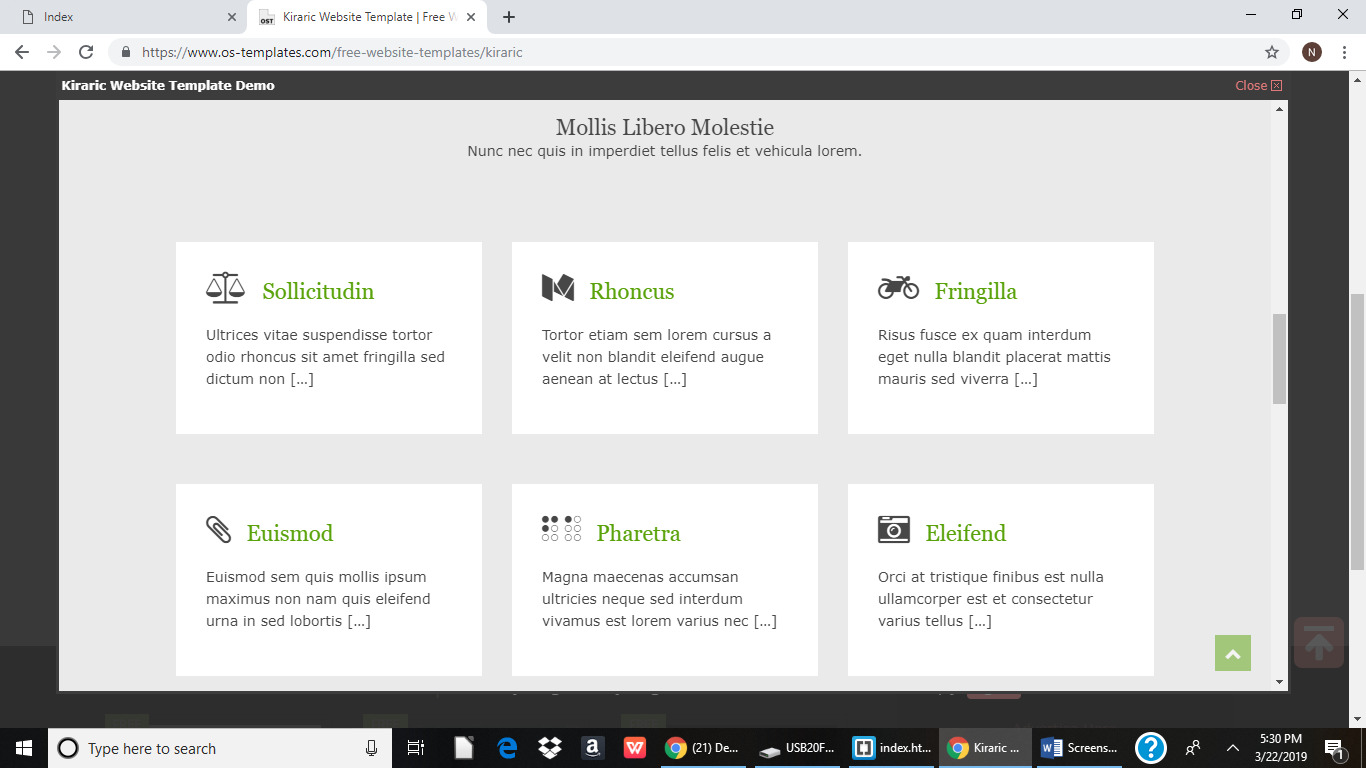 Index
Kiraric Website Template | Free W
https://www.os-templates.com/free-website-templates/kiraric
N
Kiraric Website Template Demo
Close
Mollis Libero Molestie
Nunc nec quis in imperdiet tellus felis et vehicula lorem.
Sollicitudin
Ultrices vitae suspendisse tortor
odio rhoncus sit amet fringilla sed
dictum non […]
Rhoncus
Tortor etiam sem lorem cursus a
velit non blandit eleifend augue
aenean at lectus […]
Fringilla
Risus fusce ex quam interdum
eget nulla blandit placerat mattis
mauris sed viverra […]
Euismod
Euismod sem quis mollis ipsum
maximus non nam quis eleifend
urna in sed lobortis […]
Pharetra
Magna maecenas accumsan
ultricies neque sed interdum
vivamus est lorem varius nec […]
Eleifend
Orci at tristique finibus est nulla
ullamcorper est et consectetur
varius tellus […]
Type here to search
(21) De...
USB20F...
index.ht...
Kiraric ...
Screens...
5:30 PM
3/22/2019
1